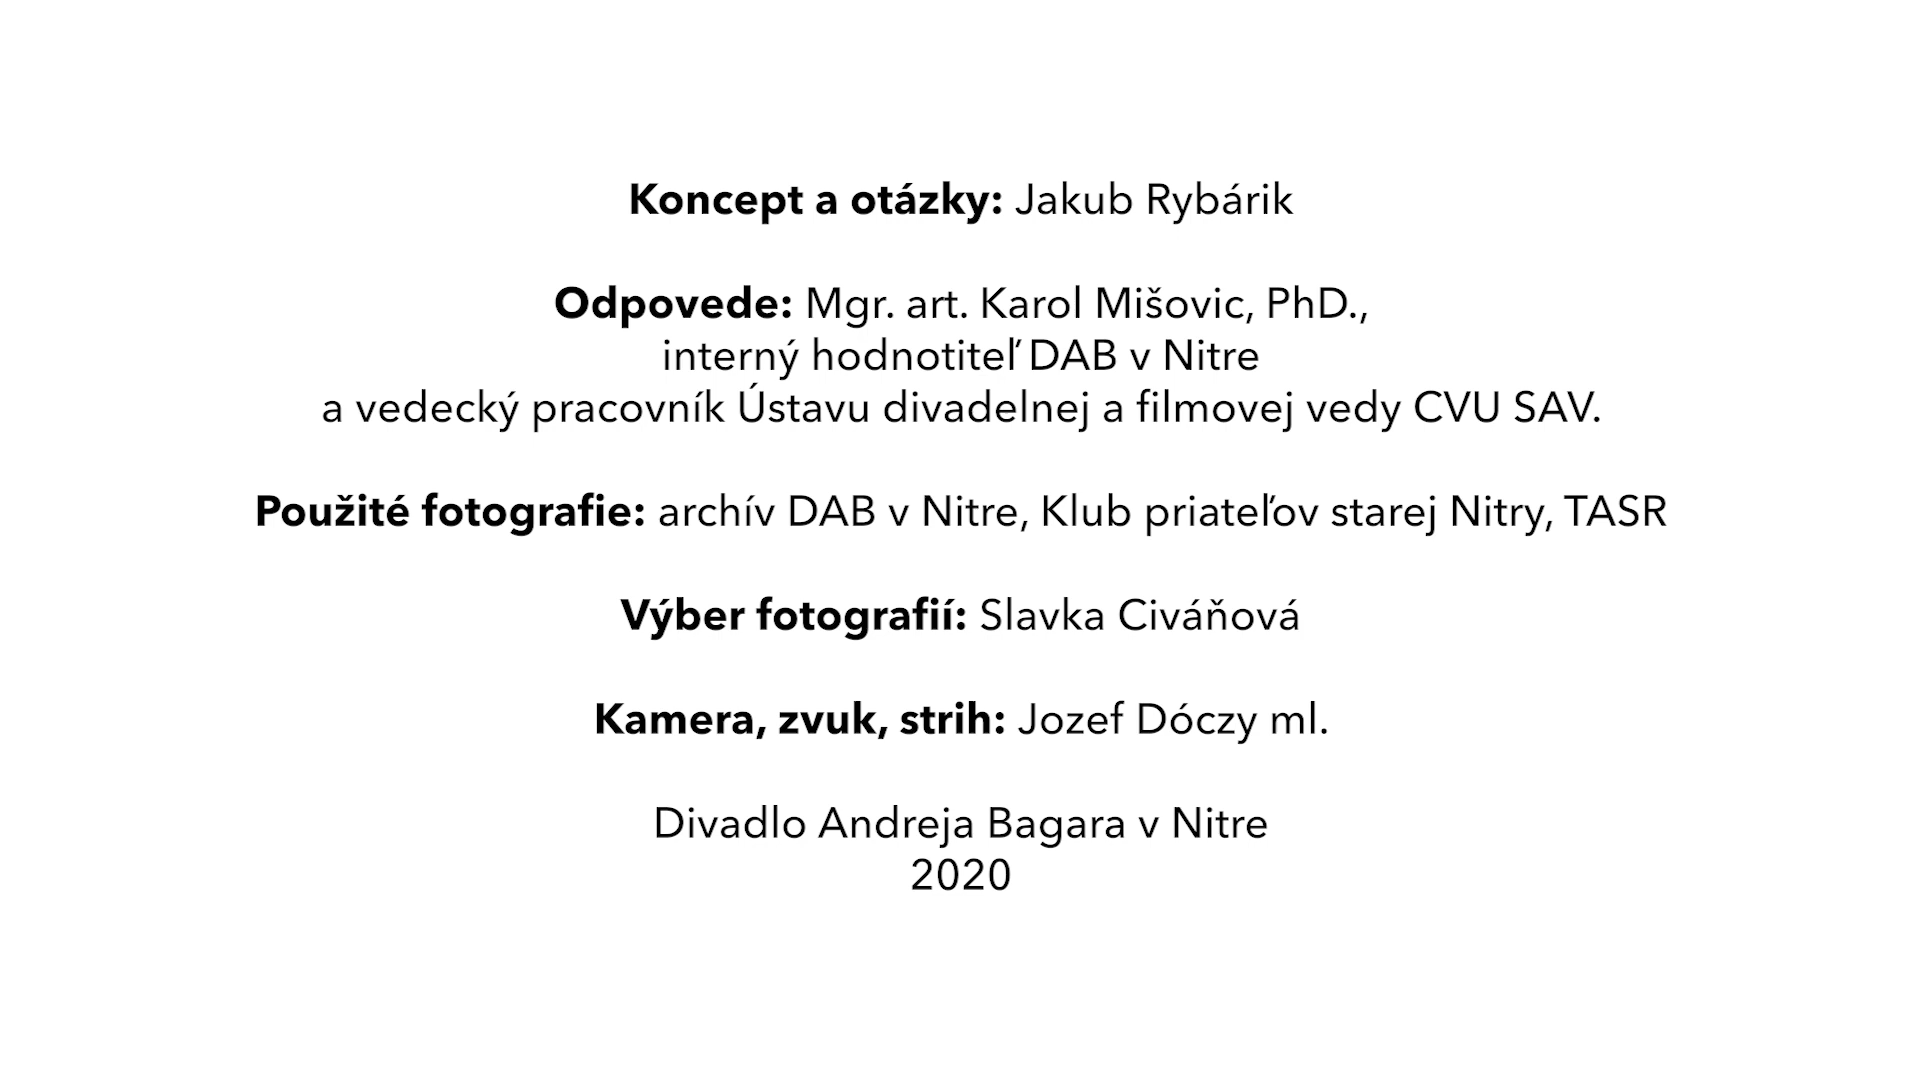 Koncept a otázky: Jakub Rybárik
Odpovede: Mgr. art. Karol Mišovic, PhD.,
interný hodnotiteľ DAB v Nitre
a vedecký pracovník Ústavu divadelnej a filmovej vedy CVU SAV.
Použité fotografie: archív DAB v Nitre, Klub priateľov starej Nitry, TASR
Výber fotografií: Slavka Civáňová
Kamera, zvuk, strih: Jozef Dóczy ml.
Divadlo Andreja Bagara v Nitre
2020